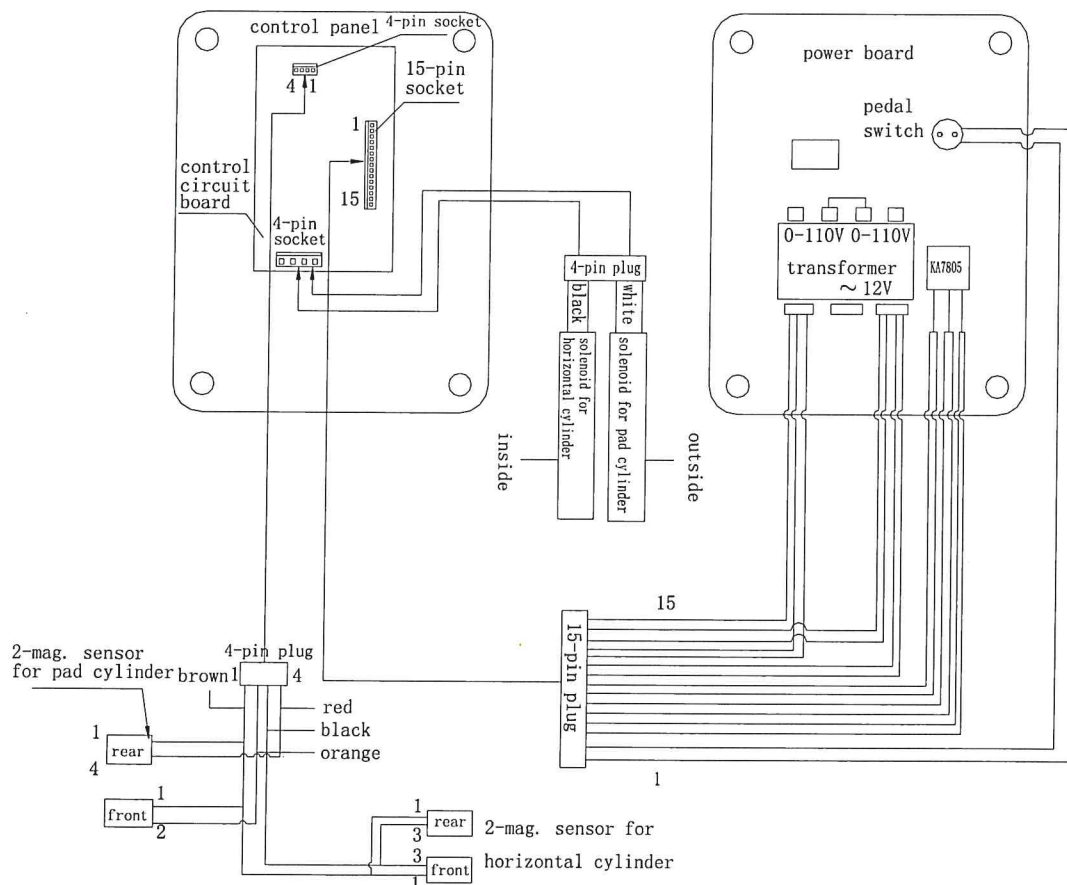 control panel
4-pin socket
4 1
15-pin
socket
1
15
control
circuit
board
4-pin
socket
power board
pedal
switch
0-110V 0-110V
transformer
~ 12V
KA7805
4-pin plug
black
white
solenoid for
horizontal cylinder
solenoid for pad cylinder
inside
outside
15
15-pin plug
1
2-mag. sensor
for pad cylinder
4-pin plug
brown
1
4
red
black
orange
1
rear
4
1
front
2
1
rear
3
2-mag. sensor for
horizontal cylinder
3
front
1